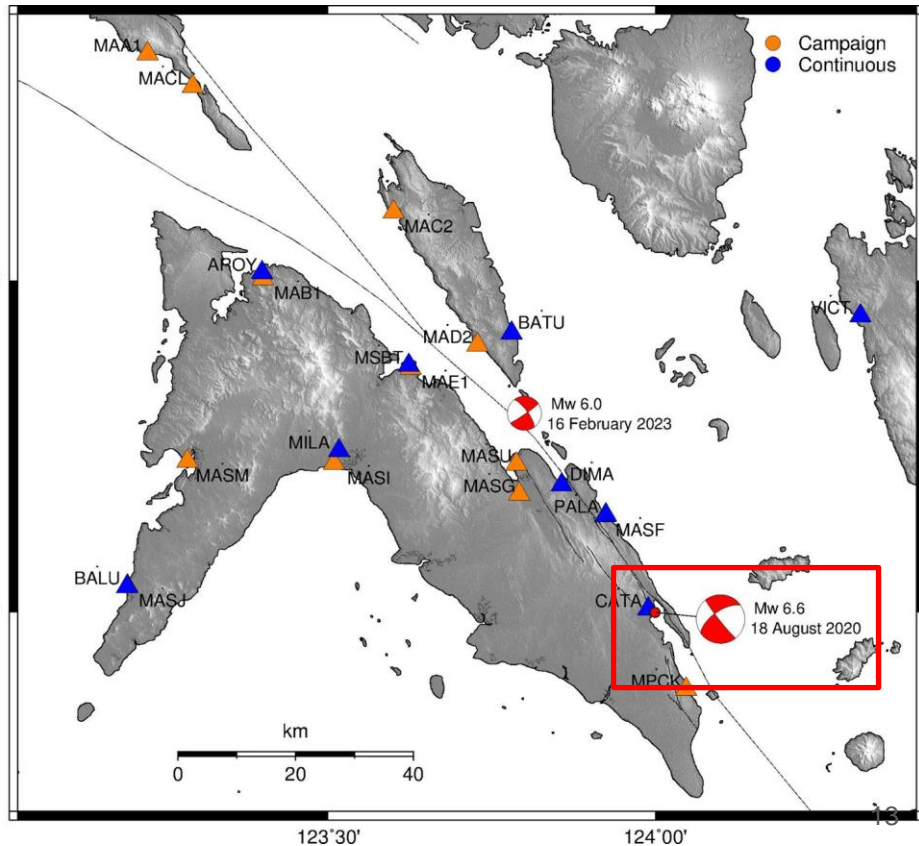 MAA1
Campaign
Continuous
MACL
MAC2
AROY
MAB1
BATU
VICT
MAD2
MSBT
MAE1
Mw 6.0
16 February 2023
MILA
MASU
DIMA
MASM
MASI
MASG
PALA
MASF
BALU
MASJ
CATA
Mw 6.6
18 August 2020
MPCK
km
0 20 40
13
123°30' 124°00'